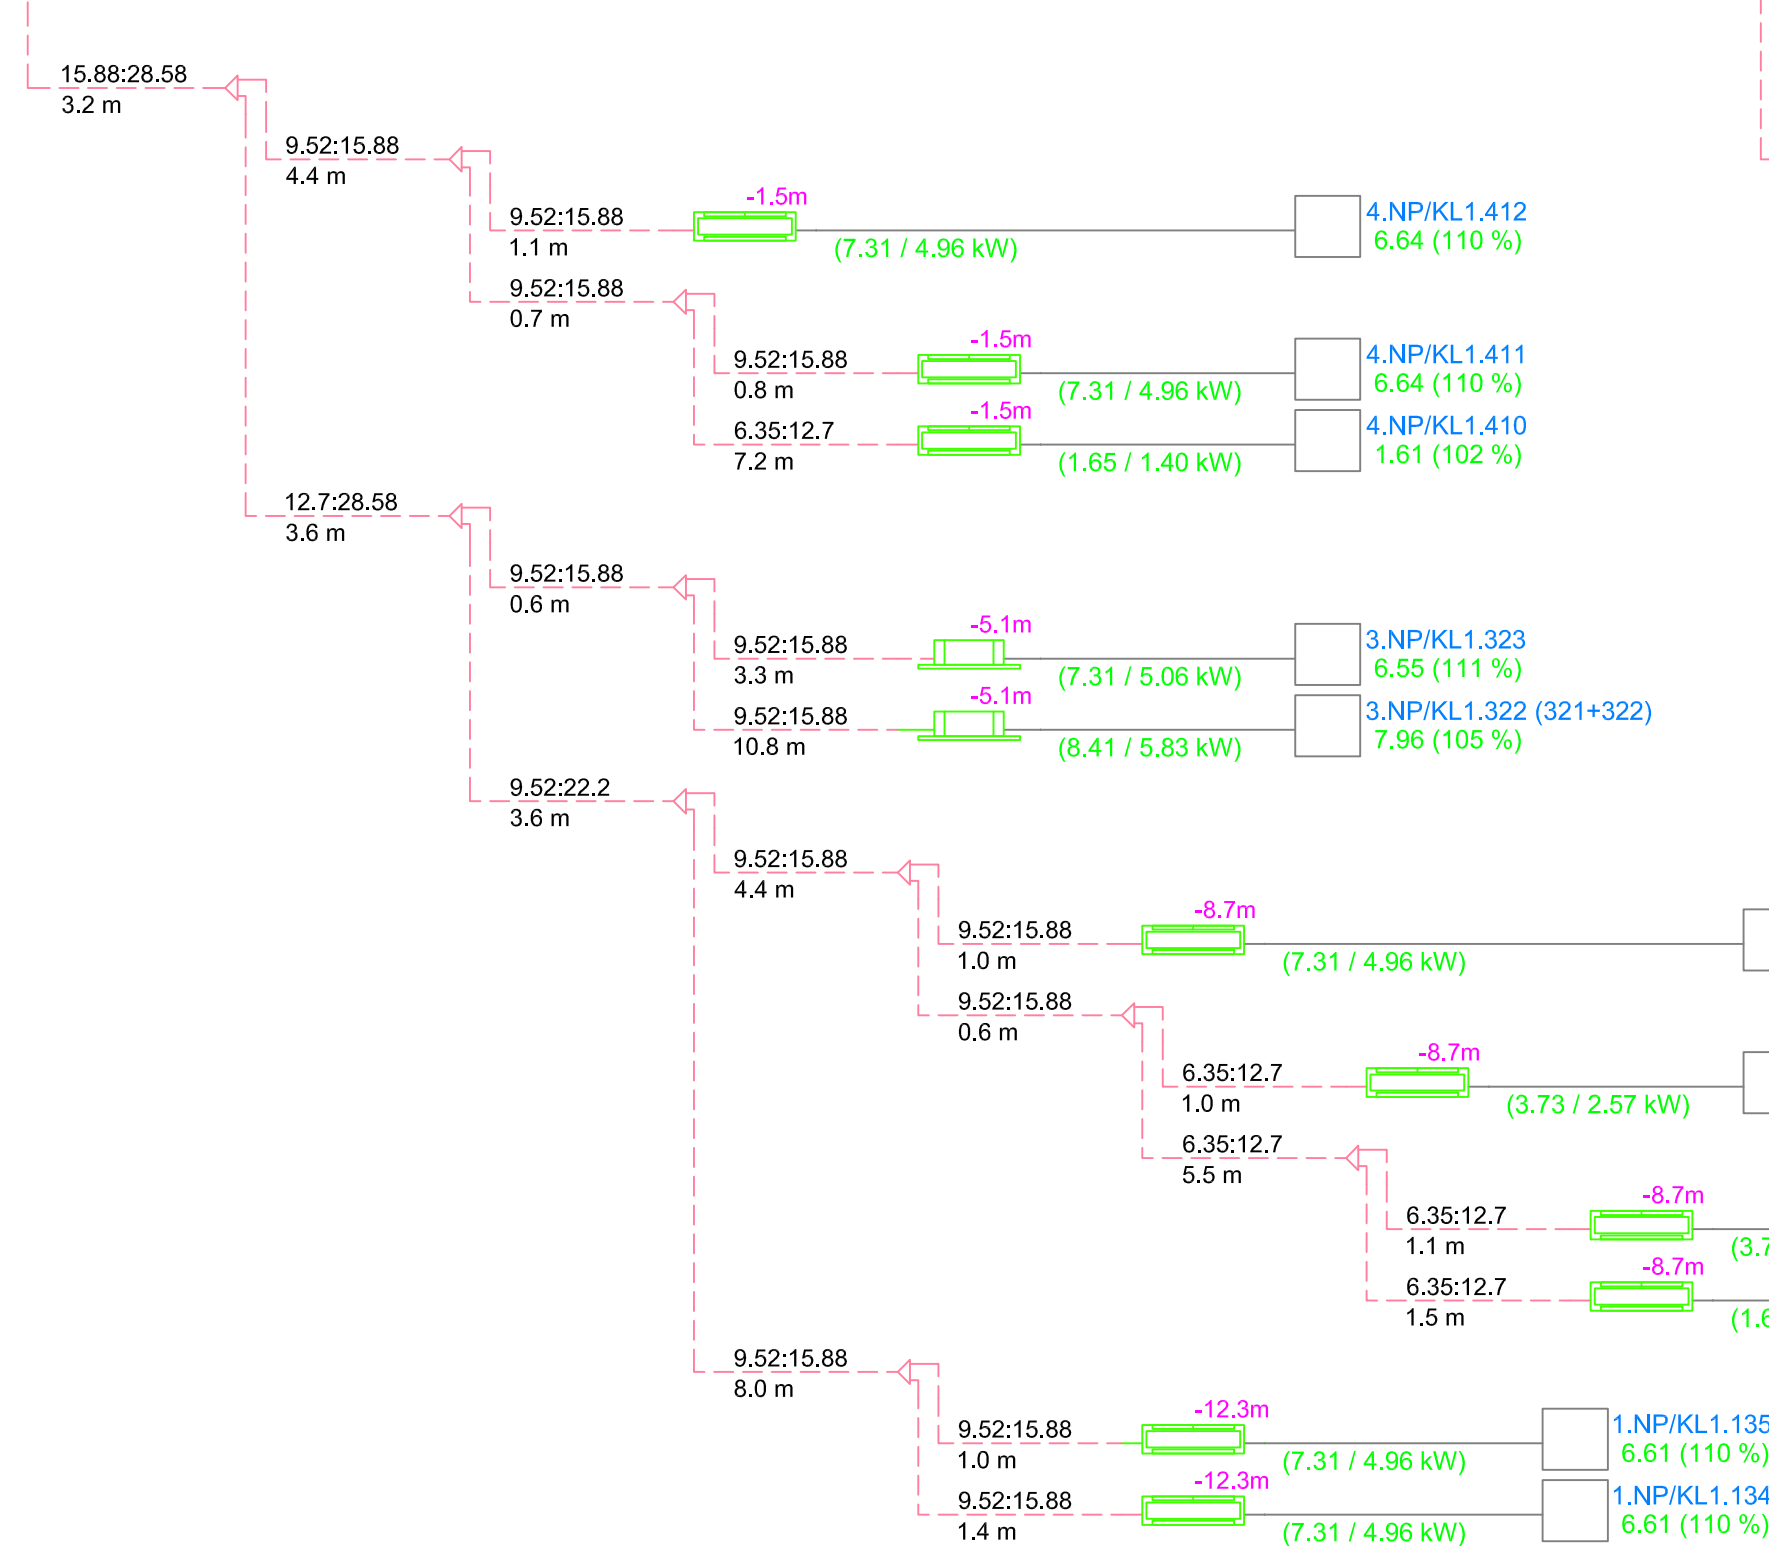 15.88:28.58
3.2 m
9.52:15.88
4.4 m
-1.5m
9.52:15.88
1.1 m
(7.31 / 4.96 kW)
4.NP/KL1.412
6.64 (110 %)
9.52:15.88
0.7 m
-1.5m
9.52:15.88
0.8 m
(7.31 / 4.96 kW)
4.NP/KL1.411
6.64 (110 %)
-1.5m
6.35:12.7
7.2 m
(1.65 / 1.40 kW)
4.NP/KL1.410
1.61 (102 %)
12.7:28.58
3.6 m
9.52:15.88
0.6 m
-5.1m
9.52:15.88
3.3 m
(7.31 / 5.06 kW)
3.NP/KL1.323
6.55 (111 %)
-5.1m
9.52:15.88
10.8 m
(8.41 / 5.83 kW)
3.NP/KL1.322 (321+322)
7.96 (105 %)
9.52:22.2
3.6 m
9.52:15.88
4.4 m
-8.7m
9.52:15.88
1.0 m
(7.31 / 4.96 kW)
9.52:15.88
0.6 m
-8.7m
6.35:12.7
1.0 m
(3.73 / 2.57 kW)
6.35:12.7
5.5 m
-8.7m
6.35:12.7
1.1 m
(3.7
-8.7m
6.35:12.7
1.5 m
(1.6
9.52:15.88
8.0 m
-12.3m
9.52:15.88
1.0 m
(7.31 / 4.96 kW)
1.NP/KL1.135
6.61 (110 %)
-12.3m
9.52:15.88
1.4 m
(7.31 / 4.96 kW)
1.NP/KL1.134
6.61 (110 %)